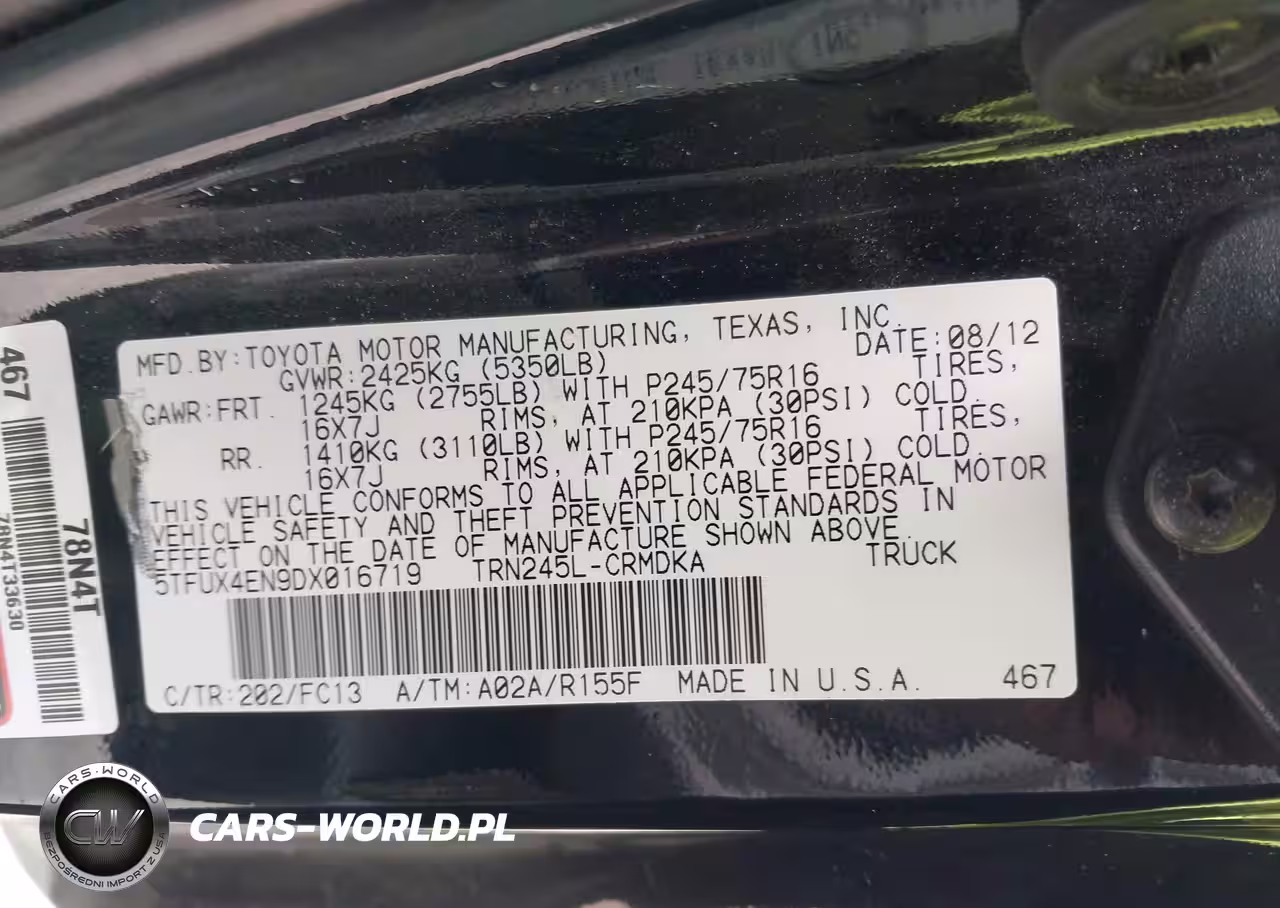 MFD.BY:TOYOTA MOTOR MANUFACTURING, TEXAS, INC.
DATE:08/12
GVWR:2425KG (5350LB)
GAWR:FRT. 1245KG (2755LB) WITH P245/75R16 TIRES,
16X7J RIMS, AT 210KPA (30PSI) COLD.
RR. 1410KG (3110LB) WITH P245/75R16 TIRES,
16X7J RIMS, AT 210KPA (30PSI) COLD.
THIS VEHICLE CONFORMS TO ALL APPLICABLE FEDERAL MOTOR
VEHICLE SAFETY AND THEFT PREVENTION STANDARDS IN
EFFECT ON THE DATE OF MANUFACTURE SHOWN ABOVE.
5TFUX4EN9DX016719 TRN245L-CRMDKA TRUCK
C/TR:202/FC13 A/TM:A02A/R155F MADE IN U.S.A. 467
467
78N4T
78N4T33630
CARS-WORLD
CW
BEZPOŚREDNI IMPORT Z USA
CARS-WORLD.PL